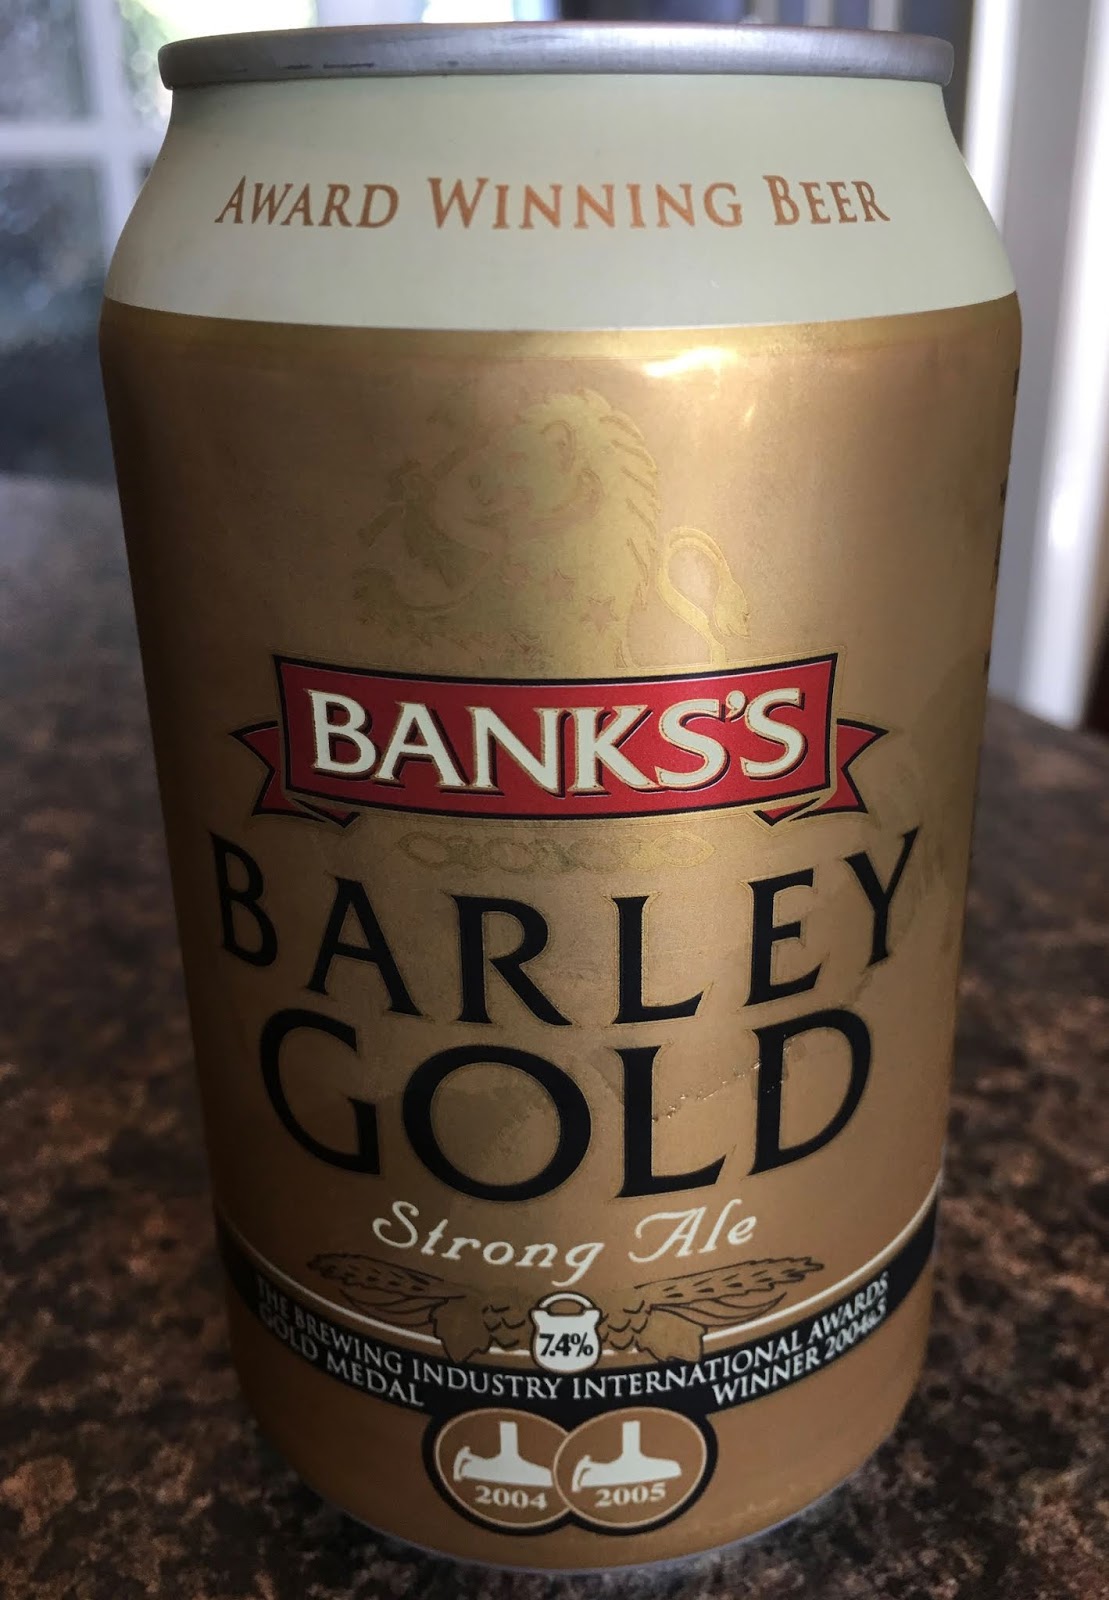 AWARD WINNING BEER
BANKS'S
BARLEY
GOLD
Strong Ale
7.4%
THE BREWING INDUSTRY INTERNATIONAL AWARDS
GOLD MEDAL WINNER 2004&5
2004 2005